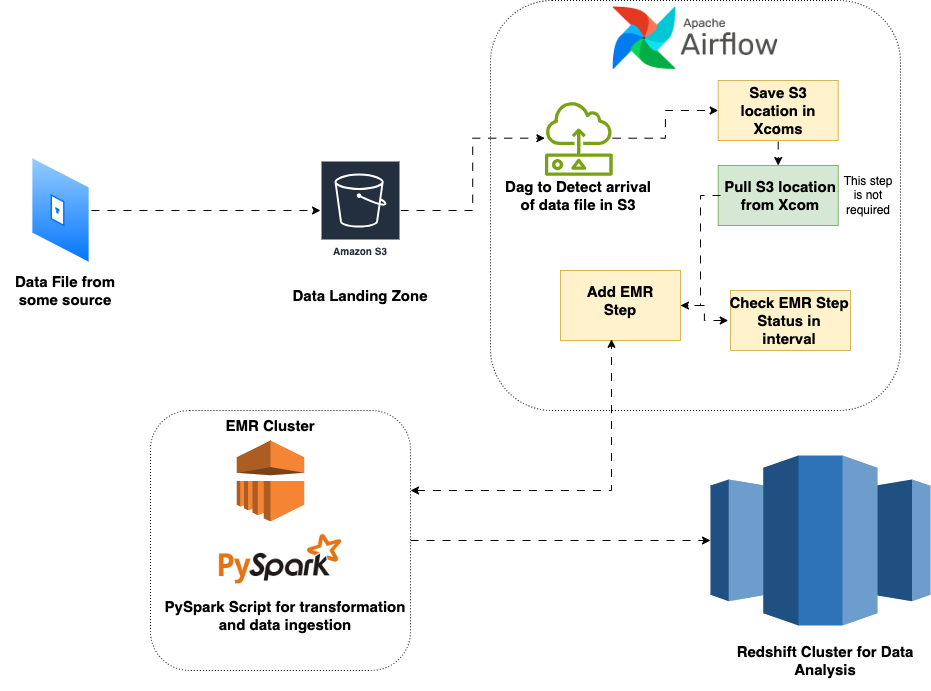 Apache
Airflow
Save S3
location in
Xcoms
Dag to Detect arrival
of data file in S3
Pull S3 location
from Xcom
This step
is not
required
Amazon S3
Data File from
some source
Data Landing Zone
Add EMR
Step
Check EMR Step
Status in
interval
EMR Cluster
PySpark
PySpark Script for transformation
and data ingestion
Redshift Cluster for Data
Analysis